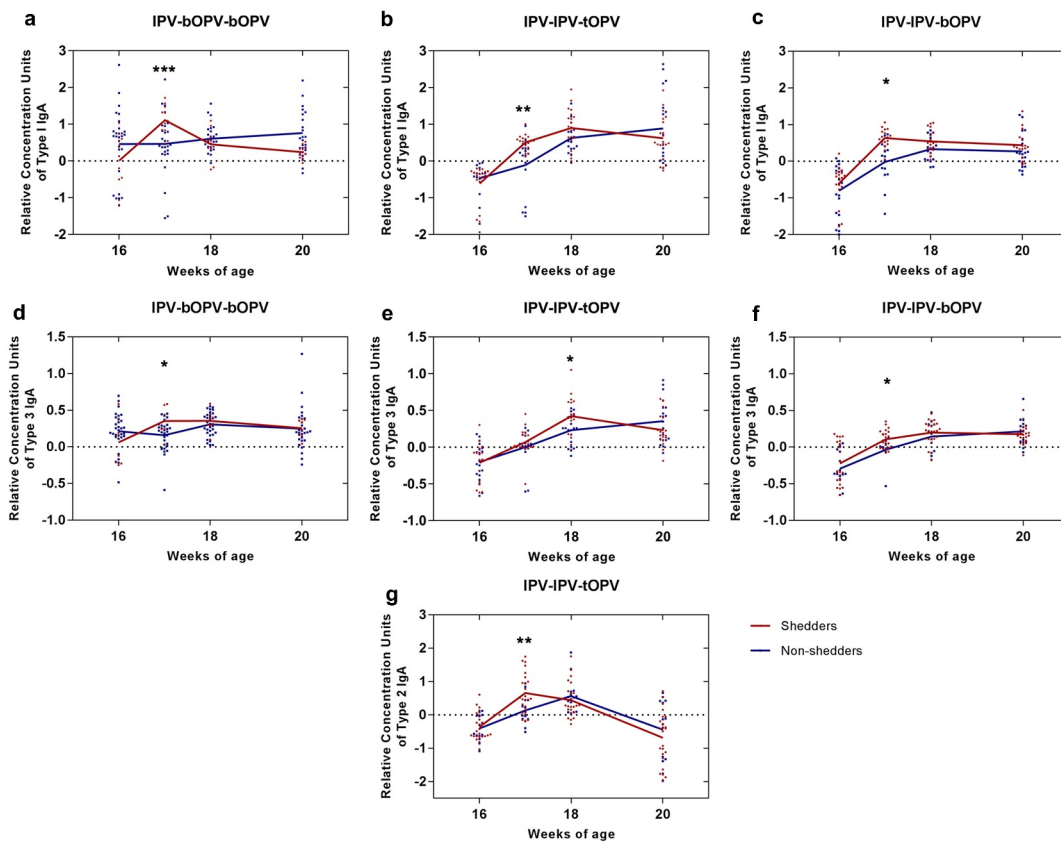 a
IPV-bOPV-bOPV
Relative Concentration Units
of Type I IgA
3
2
1
0
-1
-2
***
16
18
20
Weeks of age
b
IPV-IPV-tOPV
Relative Concentration Units
of Type I IgA
3
2
1
0
-1
-2
**
16
18
20
Weeks of age
c
IPV-IPV-bOPV
Relative Concentration Units
of Type I IgA
3
2
1
0
-1
-2
*
16
18
20
Weeks of age
d
IPV-bOPV-bOPV
Relative Concentration Units
of Type 3 IgA
1.5
1.0
0.5
0.0
-0.5
-1.0
*
16
18
20
Weeks of age
e
IPV-IPV-tOPV
Relative Concentration Units
of Type 3 IgA
1.5
1.0
0.5
0.0
-0.5
-1.0
*
16
18
20
Weeks of age
f
IPV-IPV-bOPV
Relative Concentration Units
of Type 3 IgA
1.5
1.0
0.5
0.0
-0.5
-1.0
*
16
18
20
Weeks of age
g
IPV-IPV-tOPV
Relative Concentration Units
of Type 2 IgA
3
2
1
0
-1
-2
**
16
18
20
Weeks of age
Shedders
Non-shedders